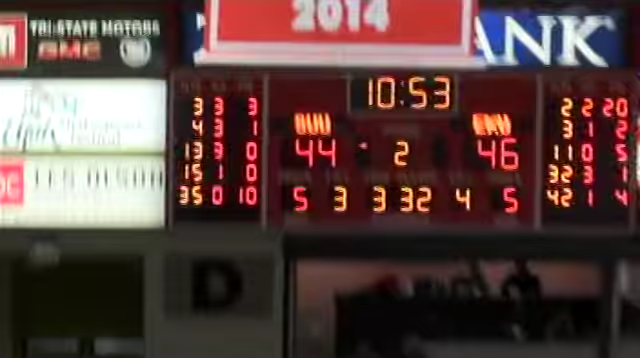 2014
TRI-STATE MOTORS
GMC
ANK
10:53
3 3 3
4 3 1
13 3 0
15 1 0
35 0 10
OUU EKU
44 2 46
5 3 3 32 4 5
2 2 20
3 1 2
11 0 5
32 3 1
42 1 4
D